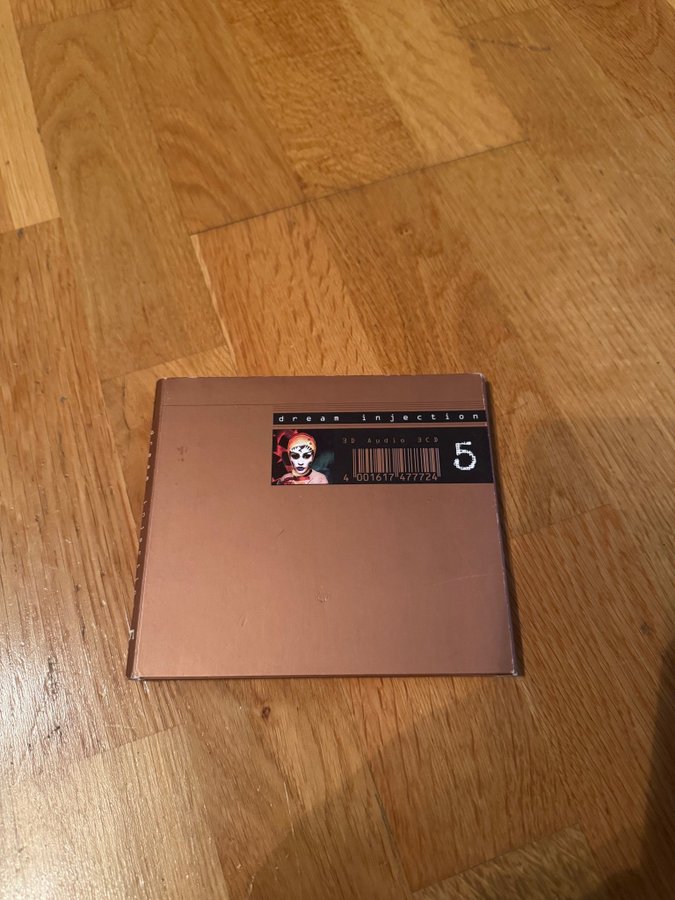 dream injection
3D Audio 3CD
5
4 001617 477724